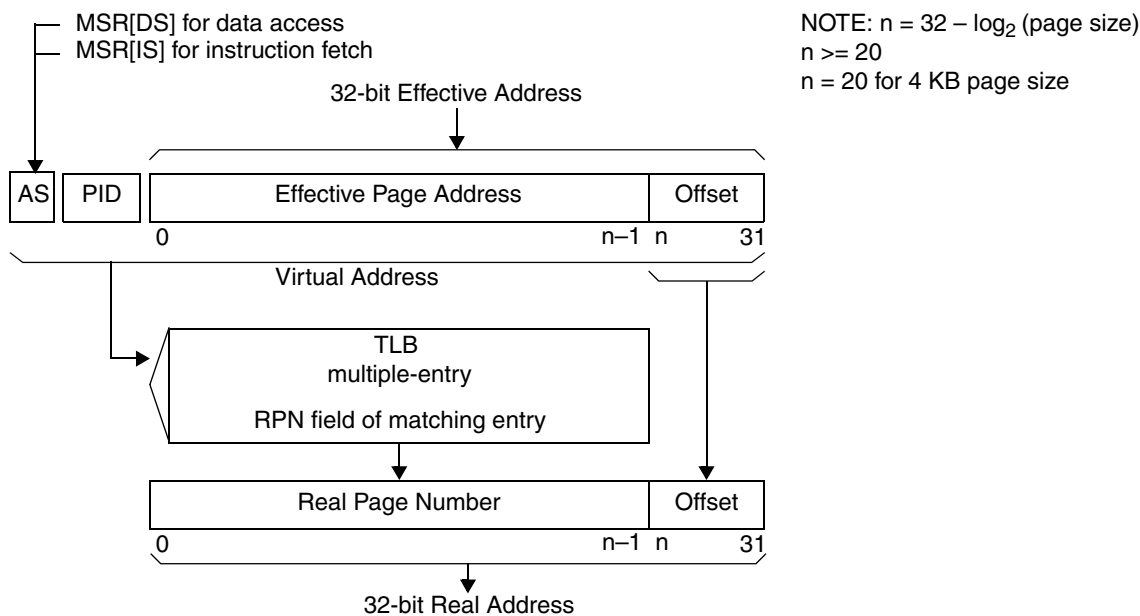 MSR[DS] for data access
MSR[IS] for instruction fetch
NOTE: n = 32 – log2 (page size)
n >= 20
n = 20 for 4 KB page size
32-bit Effective Address
AS PID Effective Page Address Offset
0 n–1 n 31
Virtual Address
TLB
multiple-entry
RPN field of matching entry
Real Page Number Offset
0 n–1 n 31
32-bit Real Address